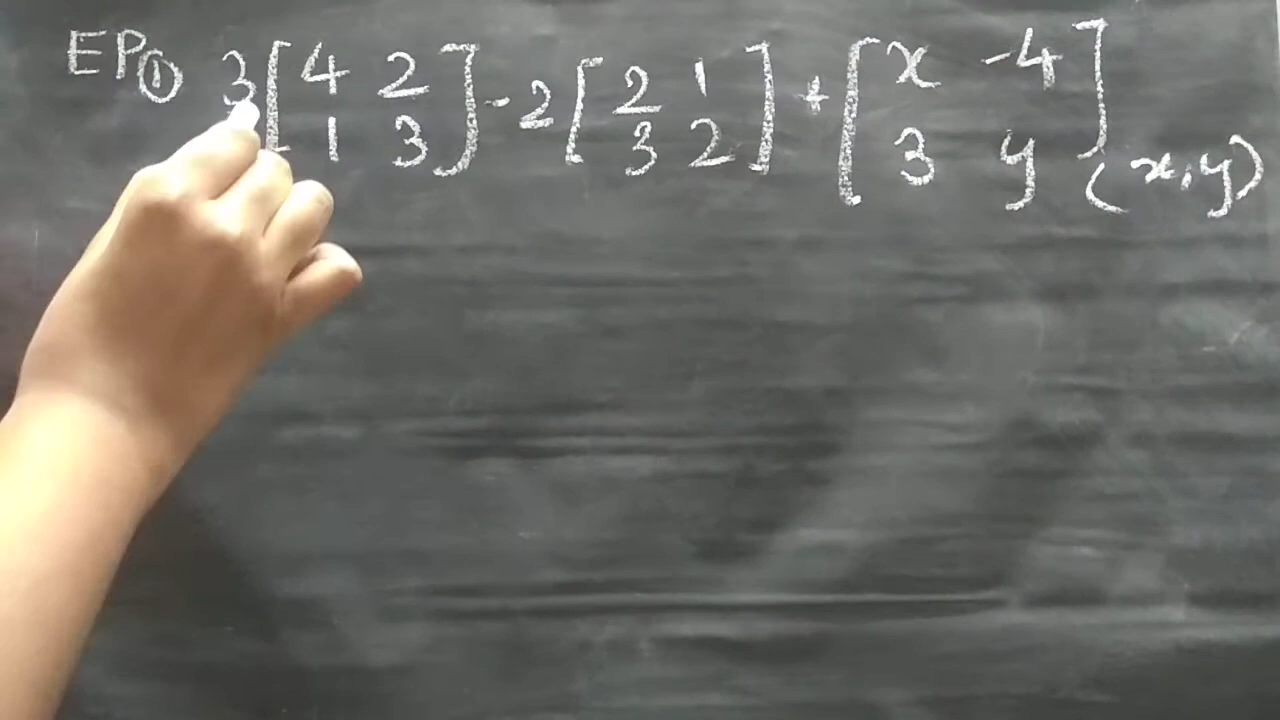 EP① 3[4 2] - 2[2 1] + [x -4]
[1 3] [3 2] [3 y] (x,y)